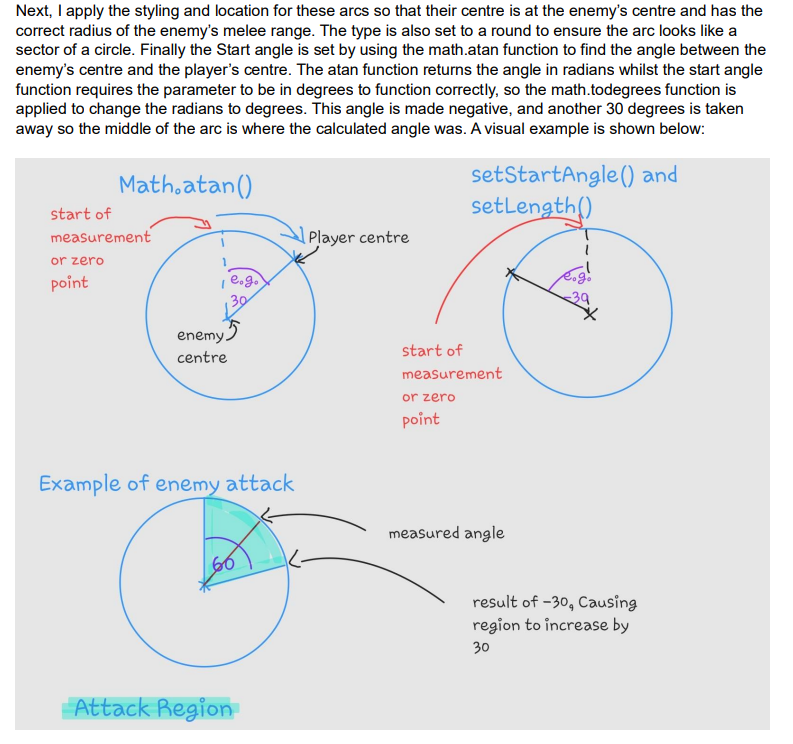 Next, I apply the styling and location for these arcs so that their centre is at the enemy’s centre and has the
correct radius of the enemy’s melee range. The type is also set to a round to ensure the arc looks like a
sector of a circle. Finally the Start angle is set by using the math.atan function to find the angle between the
enemy’s centre and the player’s centre. The atan function returns the angle in radians whilst the start angle
function requires the parameter to be in degrees to function correctly, so the math.todegrees function is
applied to change the radians to degrees. This angle is made negative, and another 30 degrees is taken
away so the middle of the arc is where the calculated angle was. A visual example is shown below:
Math.atan()
start of
measurement
or zero
point
Player centre
e.g.
30
enemy
centre
setStartAngle() and
setLength()
e.g.
-30
start of
measurement
or zero
point
Example of enemy attack
60
measured angle
result of -30, Causing
region to increase by
30
Attack Region